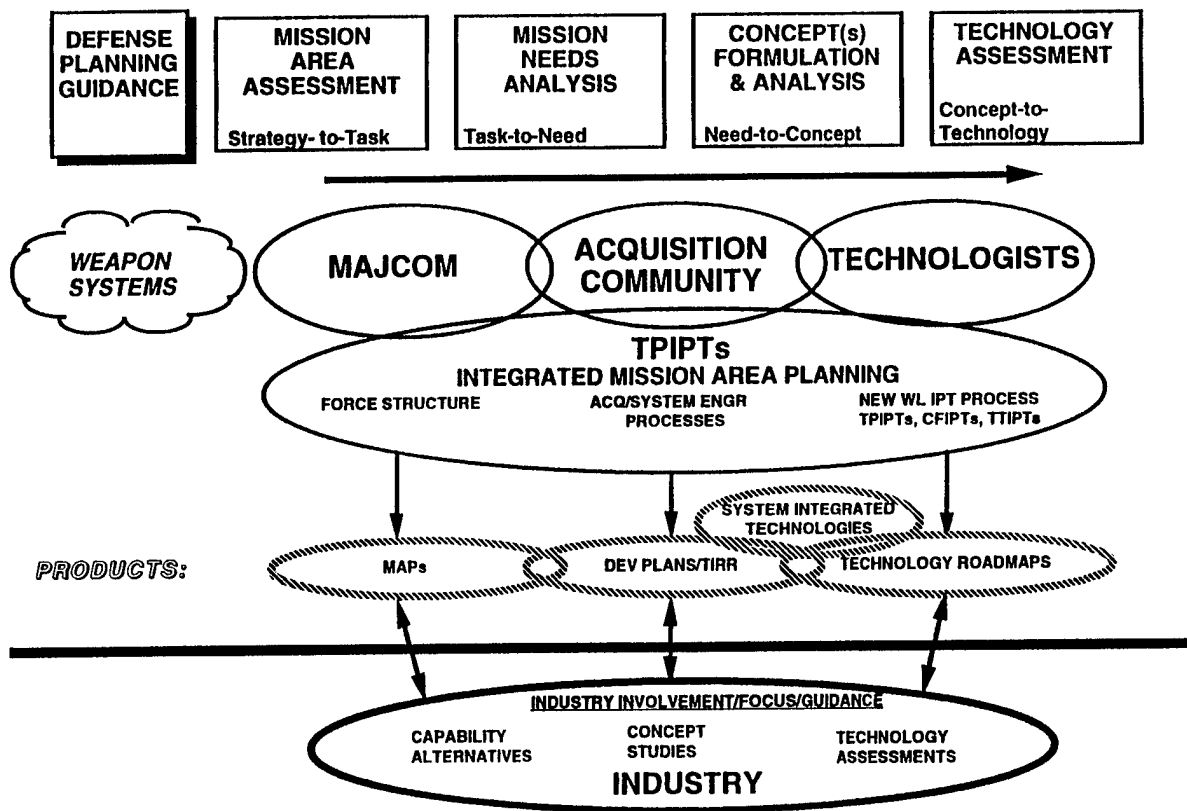 DEFENSE
PLANNING
GUIDANCE
MISSION
AREA
ASSESSMENT
Strategy- to-Task
MISSION
NEEDS
ANALYSIS
Task-to-Need
CONCEPT(s)
FORMULATION
& ANALYSIS
Need-to-Concept
TECHNOLOGY
ASSESSMENT
Concept-to-
Technology
WEAPON
SYSTEMS
MAJCOM
ACQUISITION
COMMUNITY
TECHNOLOGISTS
TPIPTs
INTEGRATED MISSION AREA PLANNING
FORCE STRUCTURE
ACQ/SYSTEM ENGR
PROCESSES
NEW WL IPT PROCESS
TPIPTs, CFIPTs, TTIPTs
SYSTEM INTEGRATED
TECHNOLOGIES
PRODUCTS:
MAPs
DEV PLANS/TIRR
TECHNOLOGY ROADMAPS
INDUSTRY INVOLVEMENT/FOCUS/GUIDANCE
CAPABILITY
ALTERNATIVES
CONCEPT
STUDIES
TECHNOLOGY
ASSESSMENTS
INDUSTRY